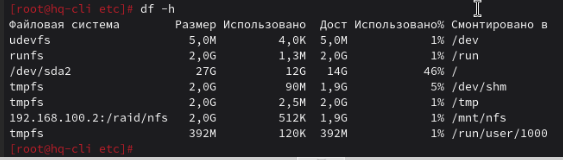 [root@hq-cli etc]# df -h
Файловая система Размер Использовано Дост Использовано% Смонтировано в
udevfs 5,0M 4,0K 5,0M 1% /dev
runfs 2,0G 1,3M 2,0G 1% /run
/dev/sda2 27G 12G 14G 46% /
tmpfs 2,0G 90M 1,9G 5% /dev/shm
tmpfs 2,0G 2,5M 2,0G 1% /tmp
192.168.100.2:/raid/nfs 2,0G 512K 1,9G 1% /mnt/nfs
tmpfs 392M 120K 392M 1% /run/user/1000
[root@hq-cli etc]#